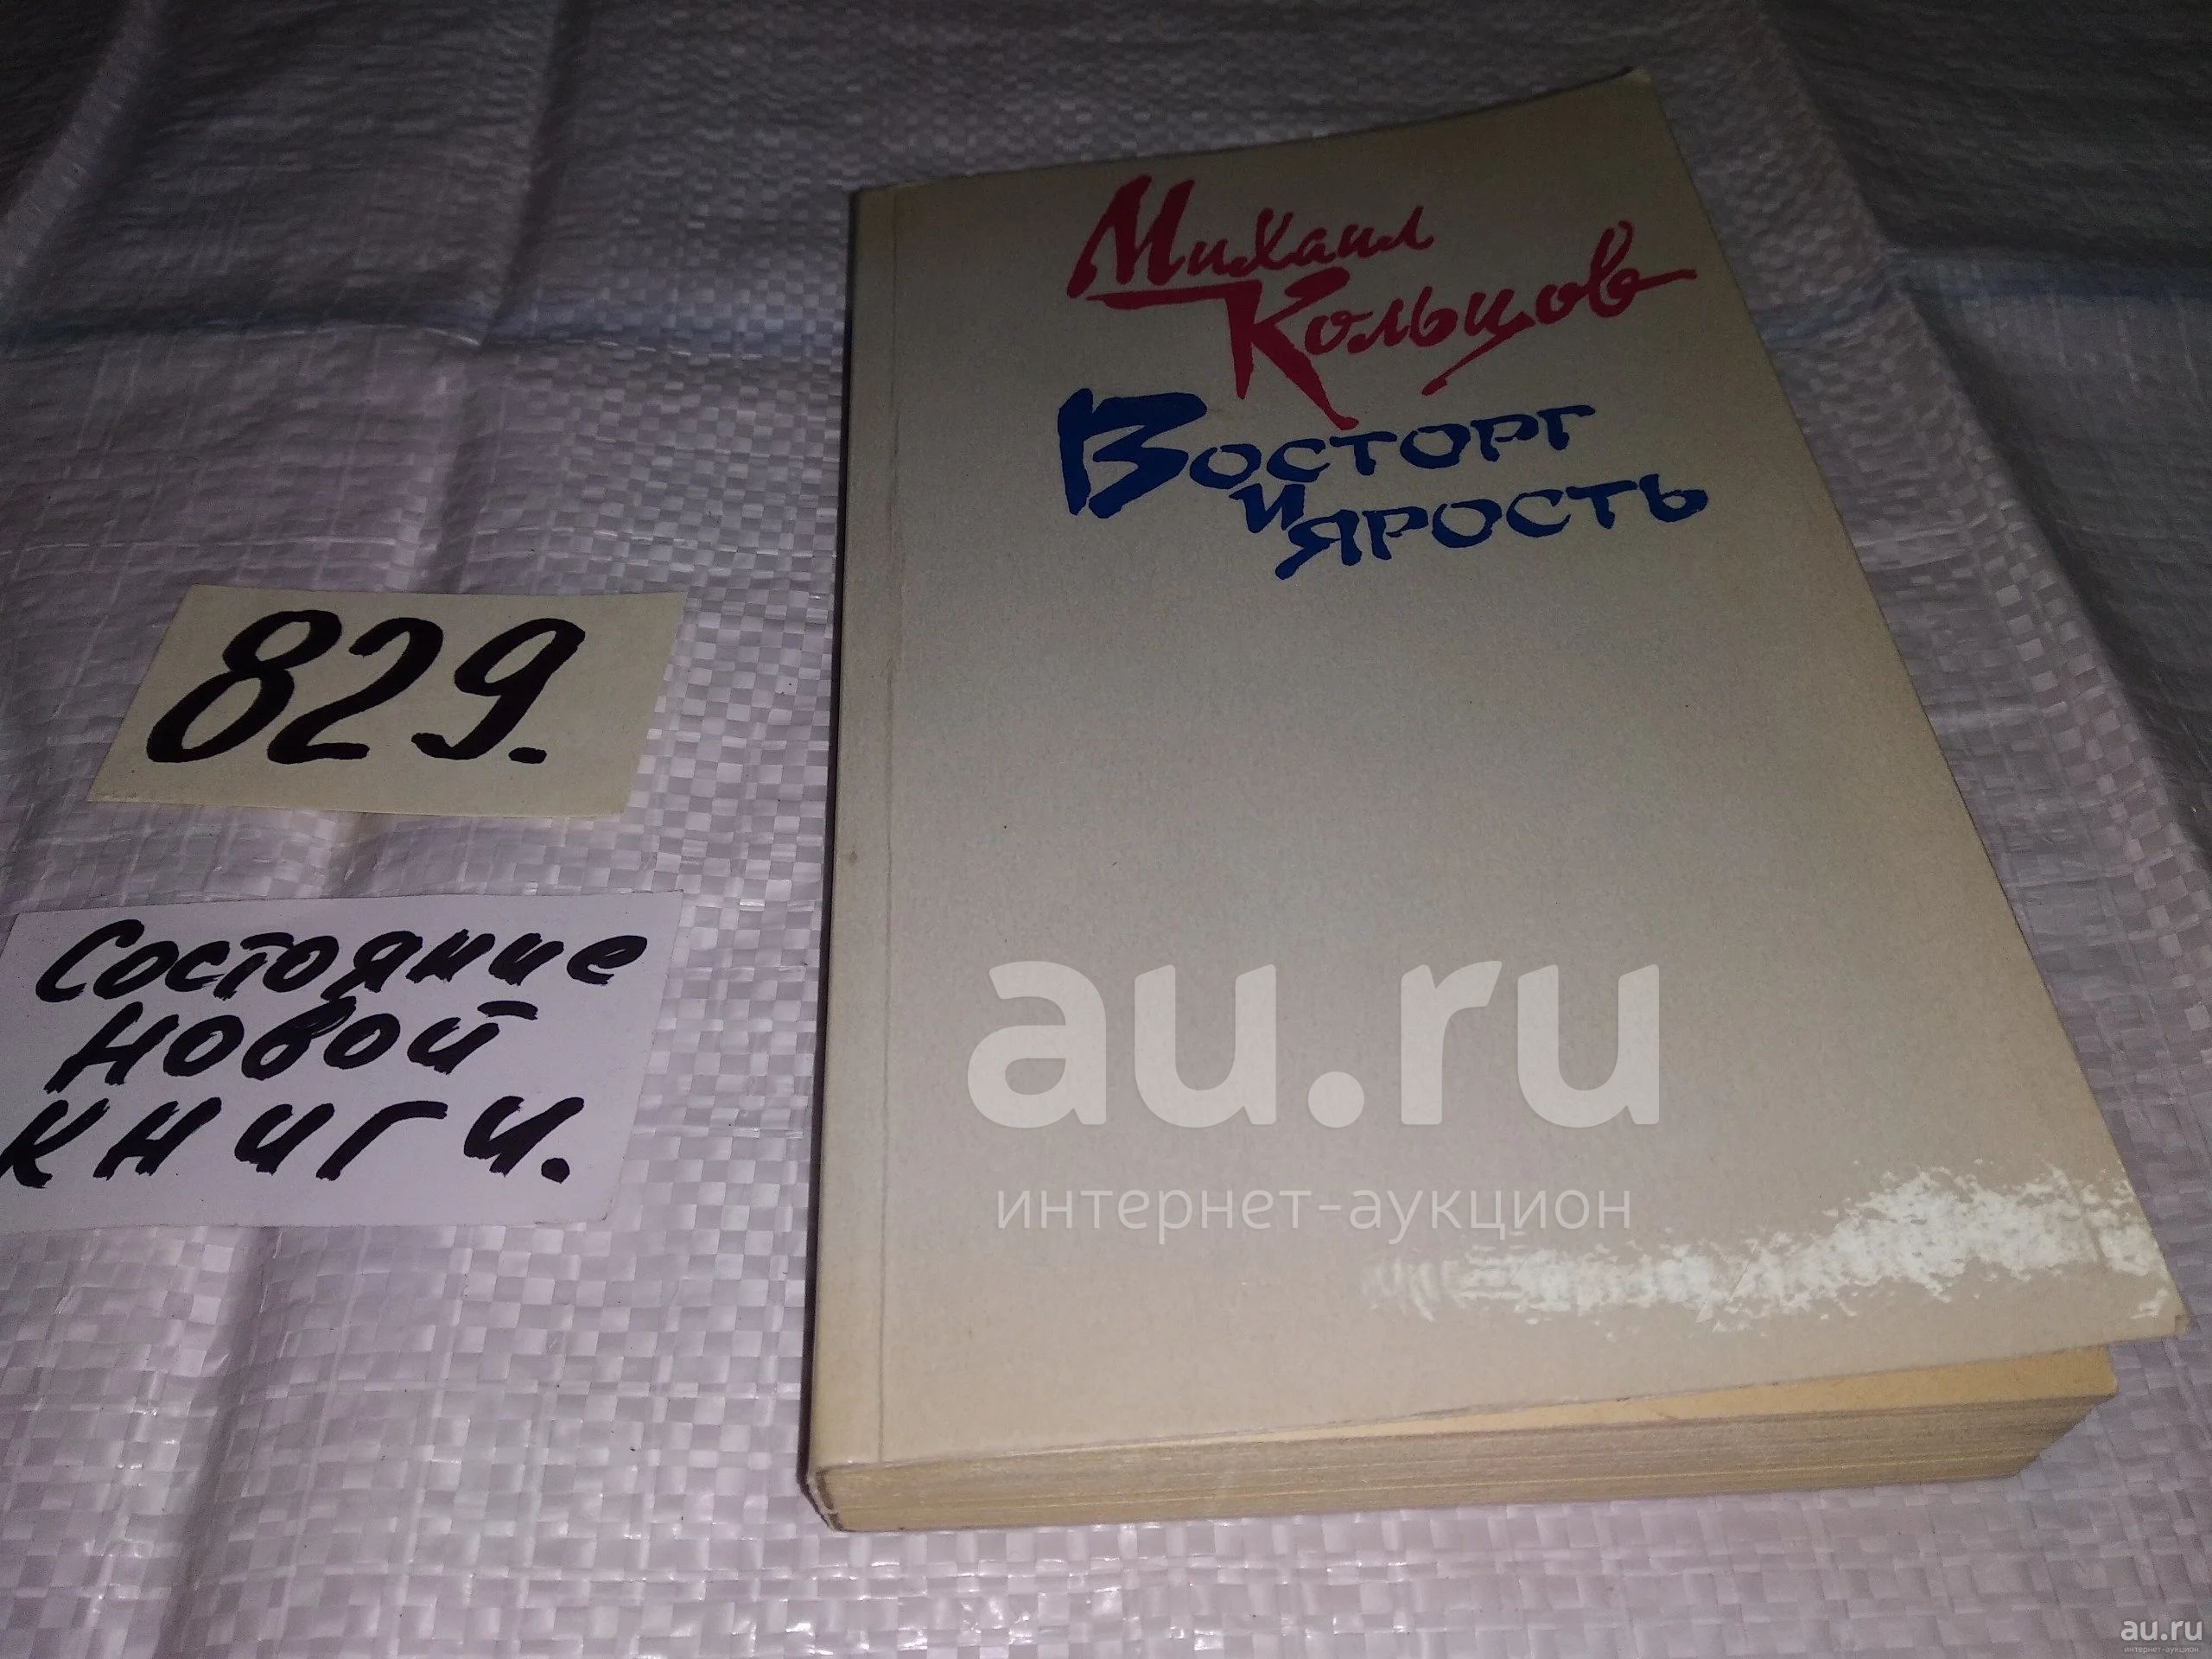 Михаил
Кольцов
Восторг
и
ярость
829.
Состояние
новой
книги.
au.ru
интернет-аукцион
au.ru
интернет-аукцион